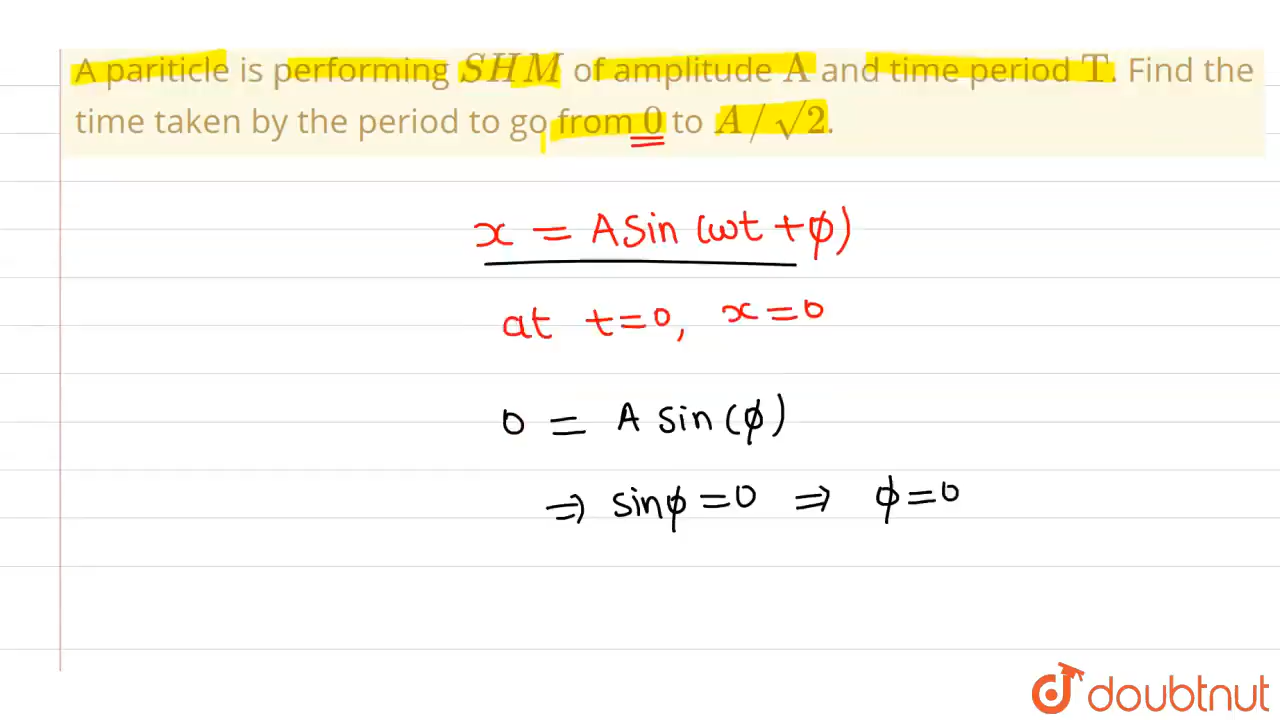 A pariticle is performing SHM of amplitude A and time period T. Find the
time taken by the period to go from 0 to A/√2.
x = A sin (ωt + ϕ)
at t=0, x=0
0 = A sin (ϕ)
⇒ sinϕ = 0 ⇒ ϕ = 0
doubtnut